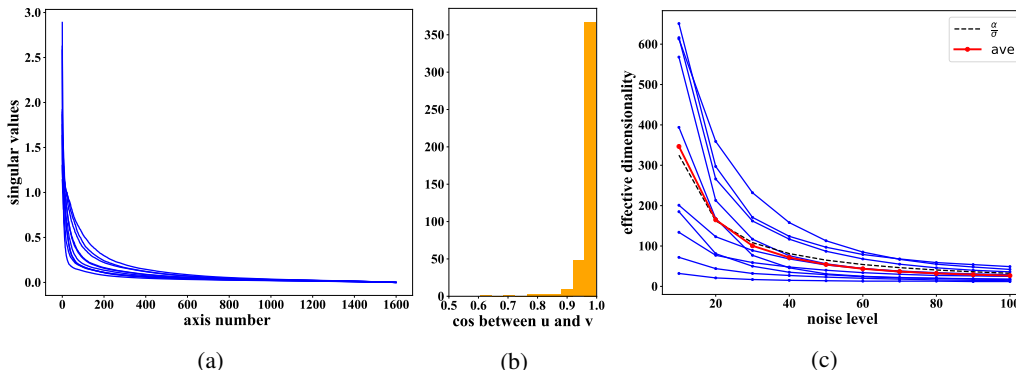 3.0
2.5
2.0
1.5
1.0
0.5
0.0
singular values
0 200 400 600 800 1000 1200 1400 1600
axis number
(a)
350
300
250
200
150
100
50
0
0.5 0.6 0.7 0.8 0.9 1.0
cos between u and v
(b)
600
500
400
300
200
100
0
effective dimensionality
20 40 60 80 100
noise level
α/σ
ave
(c)